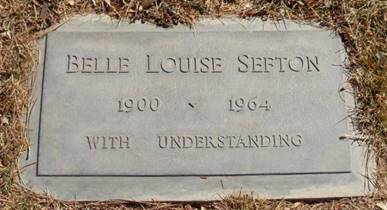 BELLE LOUISE SEFTON
1900 - 1964
WITH UNDERSTANDING